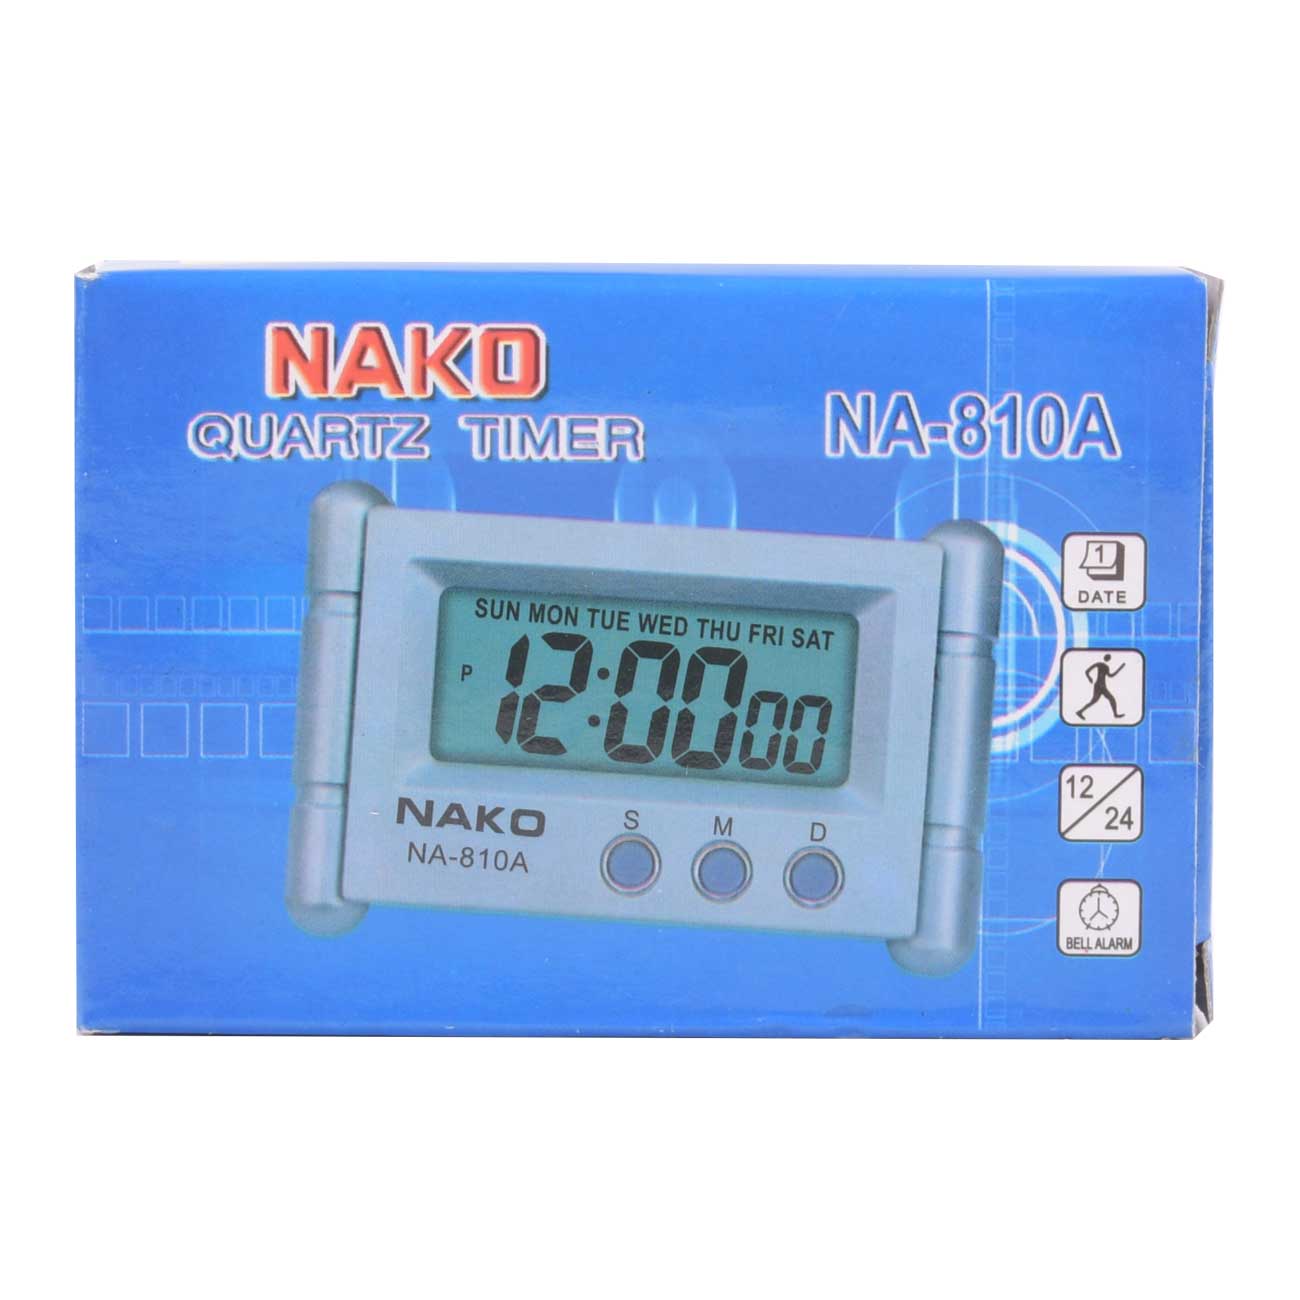 NAKO
QUARTZ TIMER
NA-810A
SUN MON TUE WED THU FRI SAT
P 12:00 00
NAKO
NA-810A
S M D
1
DATE
12/24
BELL ALARM